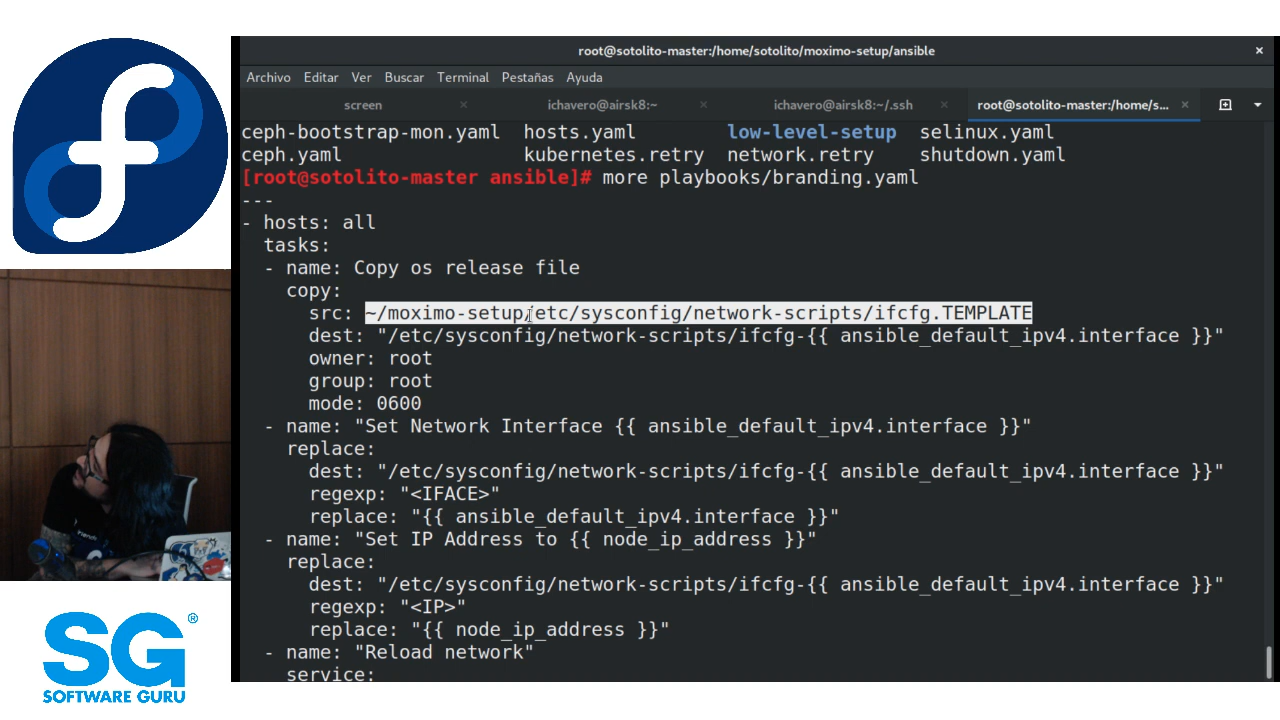 root@sotolito-master:/home/sotolito/moximo-setup/ansible
Archivo Editar Ver Buscar Terminal Pestañas Ayuda
screen ichavero@airsk8:~ ichavero@airsk8:~/.ssh root@sotolito-master:/home/s...
ceph-bootstrap-mon.yaml hosts.yaml low-level-setup selinux.yaml
ceph.yaml kubernetes.retry network.retry shutdown.yaml
[root@sotolito-master ansible]# more playbooks/branding.yaml
---
- hosts: all
  tasks:
  - name: Copy os release file
    copy:
      src: ~/moximo-setup/etc/sysconfig/network-scripts/ifcfg.TEMPLATE
      dest: "/etc/sysconfig/network-scripts/ifcfg-{{ ansible_default_ipv4.interface }}"
      owner: root
      group: root
      mode: 0600
  - name: "Set Network Interface {{ ansible_default_ipv4.interface }}"
    replace:
      dest: "/etc/sysconfig/network-scripts/ifcfg-{{ ansible_default_ipv4.interface }}"
      regexp: "<IFACE>"
      replace: "{{ ansible_default_ipv4.interface }}"
  - name: "Set IP Address to {{ node_ip_address }}"
    replace:
      dest: "/etc/sysconfig/network-scripts/ifcfg-{{ ansible_default_ipv4.interface }}"
      regexp: "<IP>"
      replace: "{{ node_ip_address }}"
  - name: "Reload network"
    service:
SG®
SOFTWARE GURU